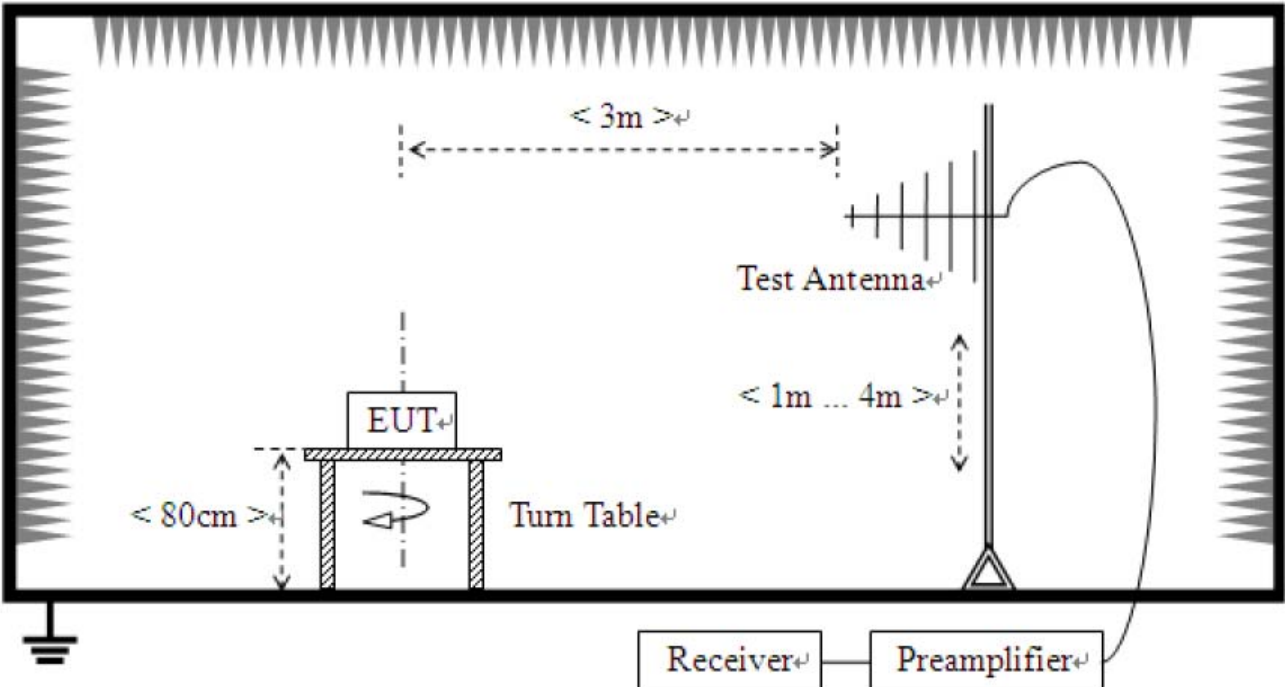 < 3m >↵
Test Antenna↵
< 1m ... 4m >↵
EUT↵
< 80cm >↵
Turn Table↵
Receiver↵
Preamplifier↵